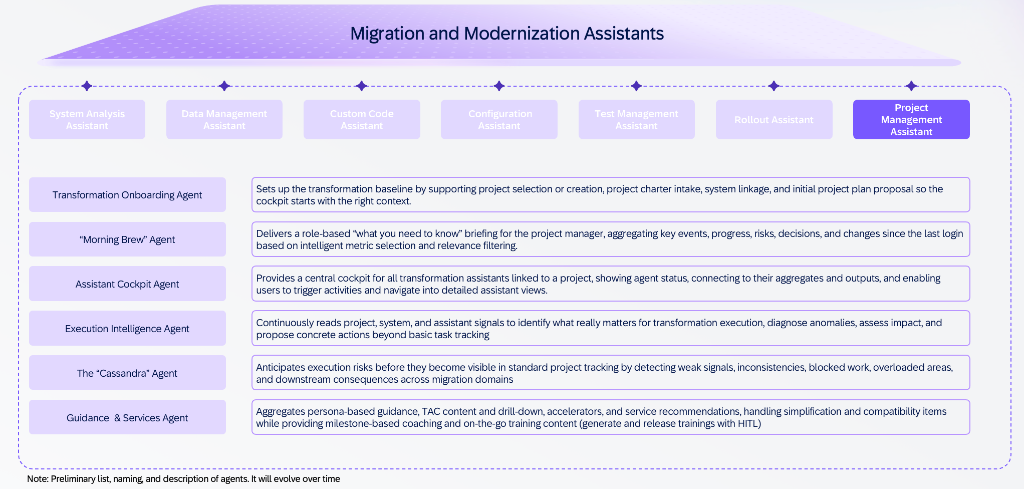 Migration and Modernization Assistants
System Analysis
Assistant
Data Management
Assistant
Custom Code
Assistant
Configuration
Assistant
Test Management
Assistant
Rollout Assistant
Project
Management
Assistant
Transformation Onboarding Agent
Sets up the transformation baseline by supporting project selection or creation, project charter intake, system linkage, and initial project plan proposal so the
cockpit starts with the right context.
“Morning Brew” Agent
Delivers a role-based “what you need to know” briefing for the project manager, aggregating key events, progress, risks, decisions, and changes since the last login
based on intelligent metric selection and relevance filtering.
Assistant Cockpit Agent
Provides a central cockpit for all transformation assistants linked to a project, showing agent status, connecting to their aggregates and outputs, and enabling
users to trigger activities and navigate into detailed assistant views.
Execution Intelligence Agent
Continuously reads project, system, and assistant signals to identify what really matters for transformation execution, diagnose anomalies, assess impact, and
propose concrete actions beyond basic task tracking
The “Cassandra” Agent
Anticipates execution risks before they become visible in standard project tracking by detecting weak signals, inconsistencies, blocked work, overloaded areas,
and downstream consequences across migration domains
Guidance & Services Agent
Aggregates persona-based guidance, TAC content and drill-down, accelerators, and service recommendations, handling simplification and compatibility items
while providing milestone-based coaching and on-the-go training content (generate and release trainings with HITL)
Note: Preliminary list, naming, and description of agents. It will evolve over time